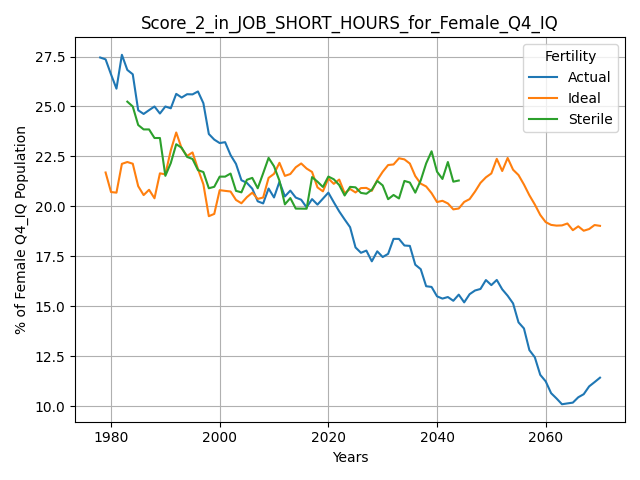 Score_2_in_JOB_SHORT_HOURS_for_Female_Q4_IQ
Fertility
Actual
Ideal
Sterile
% of Female Q4_IQ Population
27.5
25.0
22.5
20.0
17.5
15.0
12.5
10.0
1980 2000 2020 2040 2060
Years